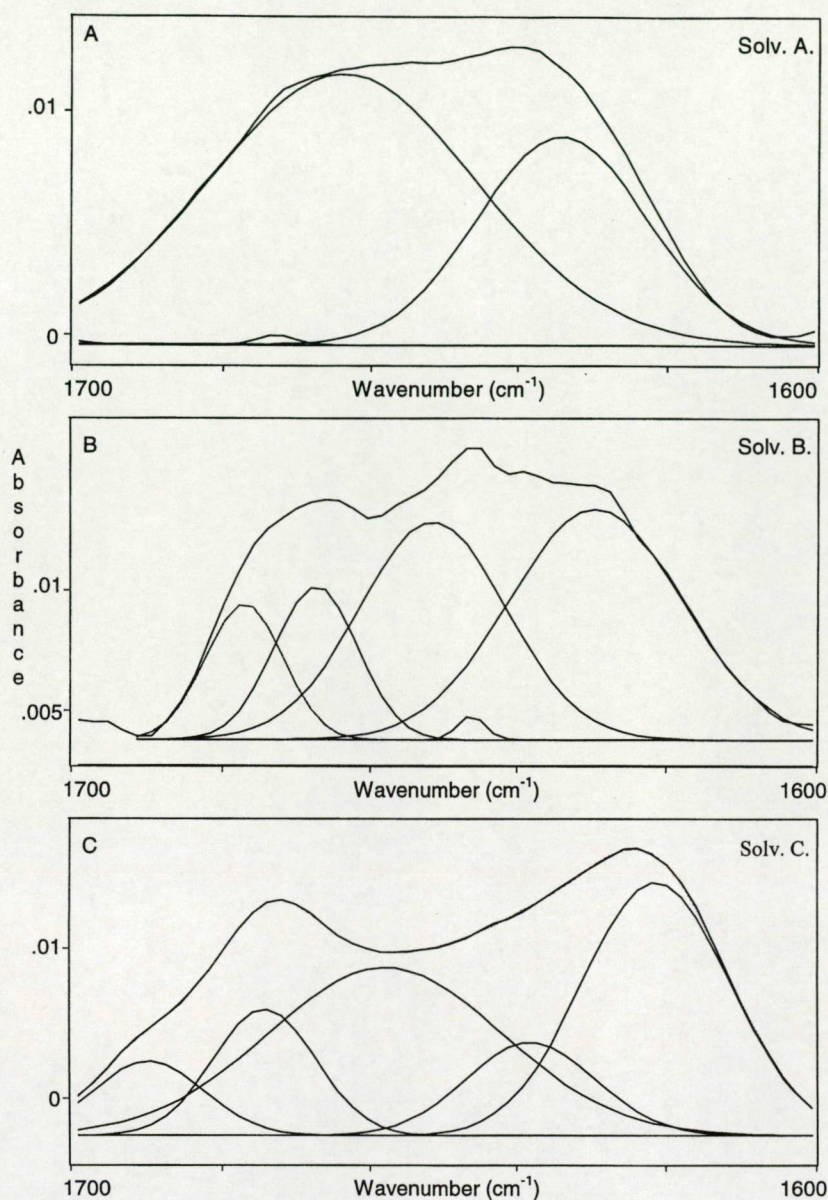 A
Solv. A.
.01
0
1700
Wavenumber (cm⁻¹)
1600
Absorbance
B
Solv. B.
.01
.005
1700
Wavenumber (cm⁻¹)
1600
C
Solv. C.
.01
0
1700
Wavenumber (cm⁻¹)
1600